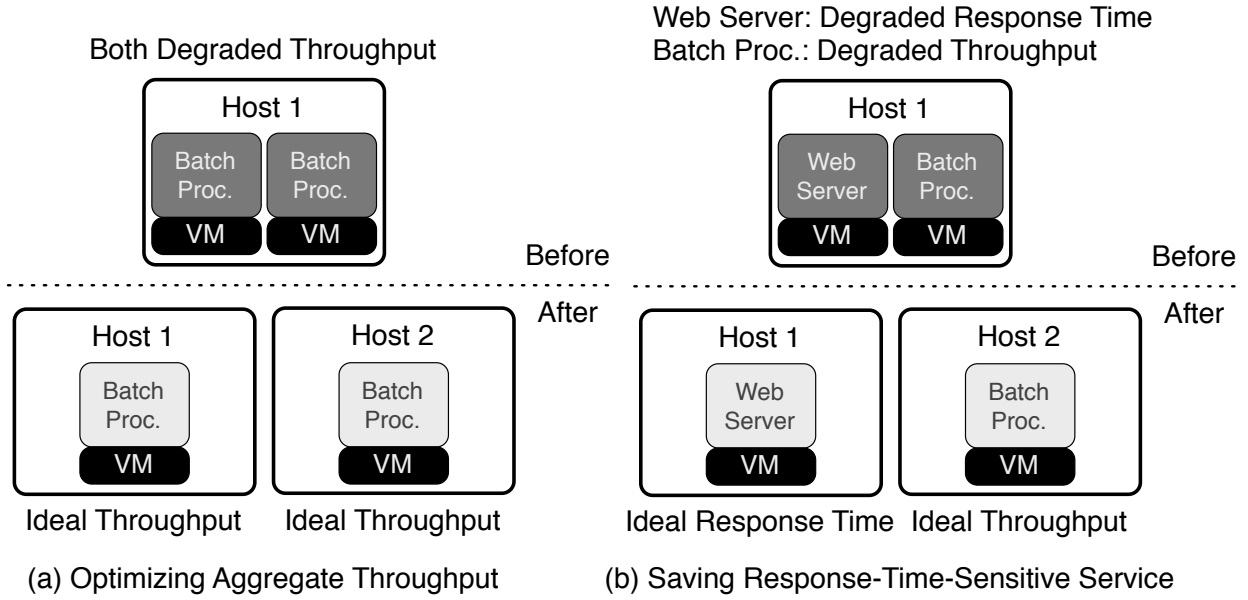 Both Degraded Throughput
Host 1
Batch Proc.
Batch Proc.
VM
VM
Before
After
Host 1
Batch Proc.
VM
Host 2
Batch Proc.
VM
Ideal Throughput
Ideal Throughput
(a) Optimizing Aggregate Throughput
Web Server: Degraded Response Time
Batch Proc.: Degraded Throughput
Host 1
Web Server
Batch Proc.
VM
VM
Before
After
Host 1
Web Server
VM
Host 2
Batch Proc.
VM
Ideal Response Time
Ideal Throughput
(b) Saving Response-Time-Sensitive Service